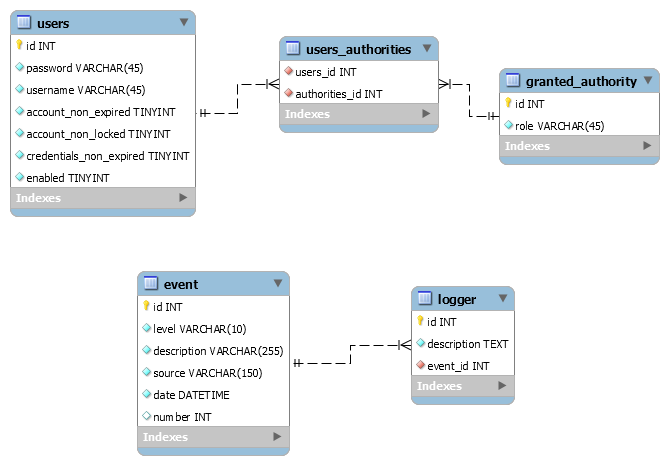 users
id INT
password VARCHAR(45)
username VARCHAR(45)
account_non_expired TINYINT
account_non_locked TINYINT
credentials_non_expired TINYINT
enabled TINYINT
Indexes
users_authorities
users_id INT
authorities_id INT
Indexes
granted_authority
id INT
role VARCHAR(45)
Indexes
event
id INT
level VARCHAR(10)
description VARCHAR(255)
source VARCHAR(150)
date DATETIME
number INT
Indexes
logger
id INT
description TEXT
event_id INT
Indexes